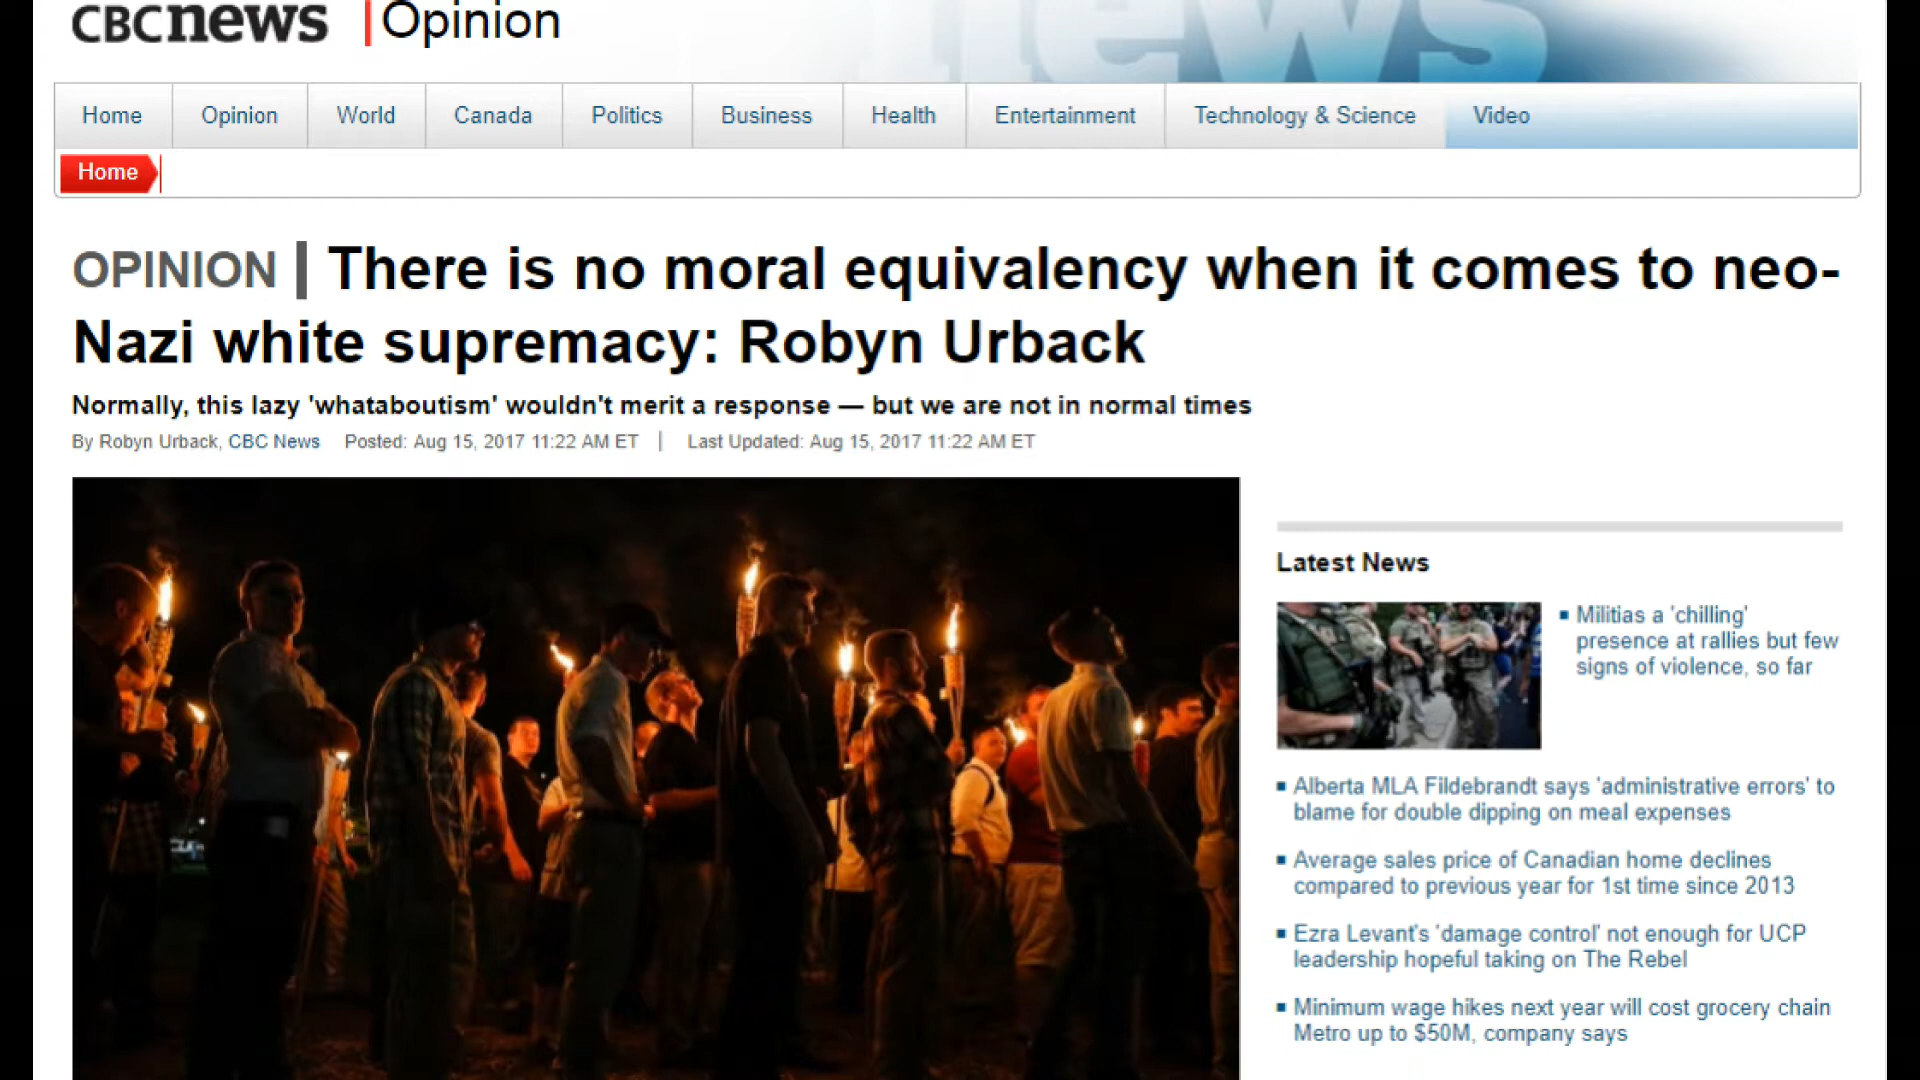 CBCnews | Opinion
news
Home Opinion World Canada Politics Business Health Entertainment Technology & Science Video
Home
OPINION | There is no moral equivalency when it comes to neo-
Nazi white supremacy: Robyn Urback
Normally, this lazy 'whataboutism' wouldn't merit a response — but we are not in normal times
By Robyn Urback, CBC News Posted: Aug 15, 2017 11:22 AM ET | Last Updated: Aug 15, 2017 11:22 AM ET
Latest News
Militias a 'chilling'
presence at rallies but few
signs of violence, so far
Alberta MLA Fildebrandt says 'administrative errors' to
blame for double dipping on meal expenses
Average sales price of Canadian home declines
compared to previous year for 1st time since 2013
Ezra Levant's 'damage control' not enough for UCP
leadership hopeful taking on The Rebel
Minimum wage hikes next year will cost grocery chain
Metro up to $50M, company says